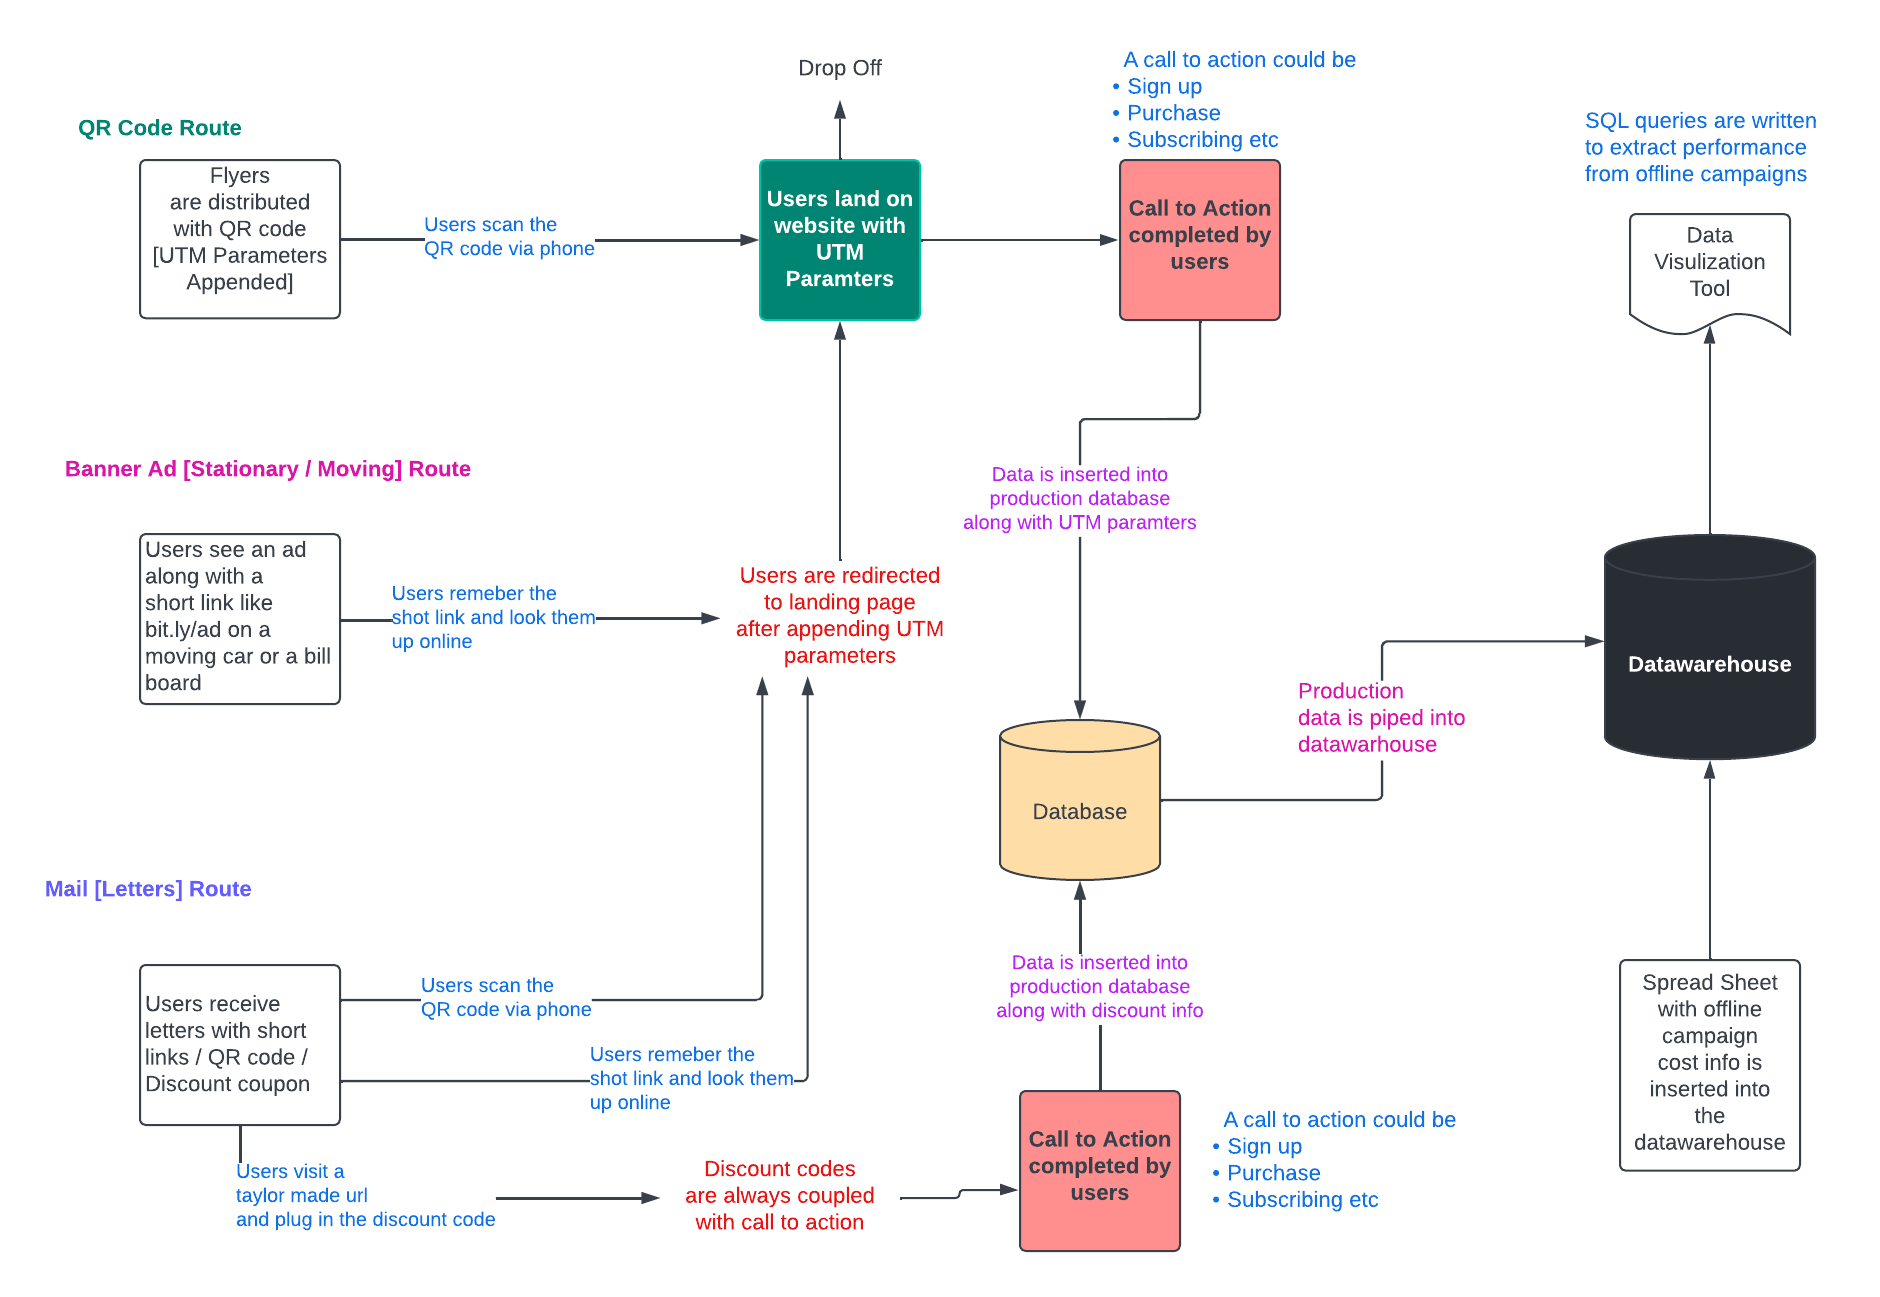 Drop Off
A call to action could be
• Sign up
• Purchase
• Subscribing etc
QR Code Route
SQL queries are written
to extract performance
from offline campaigns
Flyers
are distributed
with QR code
[UTM Parameters
Appended]
Users scan the
QR code via phone
Users land on
website with
UTM
Paramters
Call to Action
completed by
users
Data
Visulization
Tool
Banner Ad [Stationary / Moving] Route
Data is inserted into
production database
along with UTM paramters
Users see an ad
along with a
short link like
bit.ly/ad on a
moving car or a bill
board
Users remeber the
shot link and look them
up online
Users are redirected
to landing page
after appending UTM
parameters
Datawarehouse
Production
data is piped into
datawarhouse
Database
Mail [Letters] Route
Users receive
letters with short
links / QR code /
Discount coupon
Users scan the
QR code via phone
Users remeber the
shot link and look them
up online
Data is inserted into
production database
along with discount info
Spread Sheet
with offline
campaign
cost info is
inserted into
the
datawarehouse
Users visit a
taylor made url
and plug in the discount code
Discount codes
are always coupled
with call to action
Call to Action
completed by
users
A call to action could be
• Sign up
• Purchase
• Subscribing etc